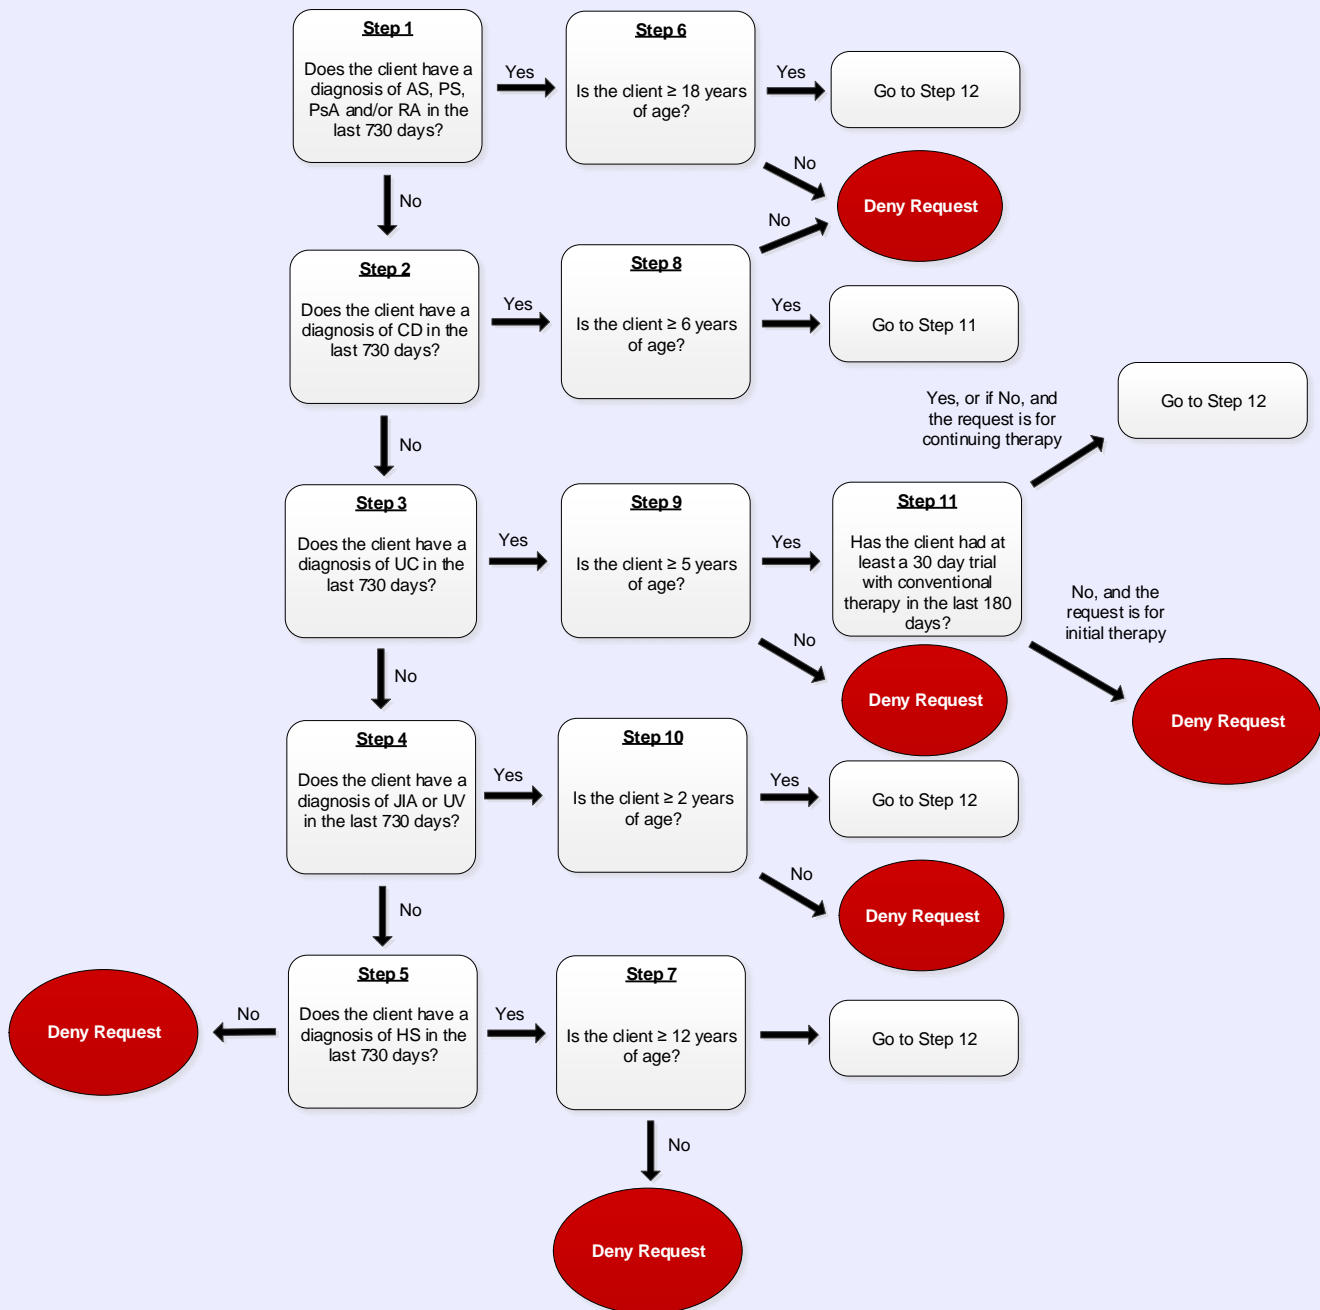 Step 1
Does the client have a
diagnosis of AS, PS,
PsA and/or RA in the
last 730 days?
Yes
Step 6
Is the client ≥ 18 years
of age?
Yes
Go to Step 12
No
Deny Request
No
No
Step 2
Does the client have a
diagnosis of CD in the
last 730 days?
Yes
Step 8
Is the client ≥ 6 years
of age?
Yes
Go to Step 11
No
Step 3
Does the client have a
diagnosis of UC in the
last 730 days?
Yes
Step 9
Is the client ≥ 5 years
of age?
Yes
Step 11
Has the client had at
least a 30 day trial
with conventional
therapy in the last 180
days?
Yes, or if No, and
the request is for
continuing therapy
Go to Step 12
No, and the
request is for
initial therapy
Deny Request
No
Deny Request
No
Step 4
Does the client have a
diagnosis of JIA or UV
in the last 730 days?
Yes
Step 10
Is the client ≥ 2 years
of age?
Yes
Go to Step 12
No
Deny Request
No
Step 5
Does the client have a
diagnosis of HS in the
last 730 days?
No
Deny Request
Yes
Step 7
Is the client ≥ 12 years
of age?
Go to Step 12
No
Deny Request